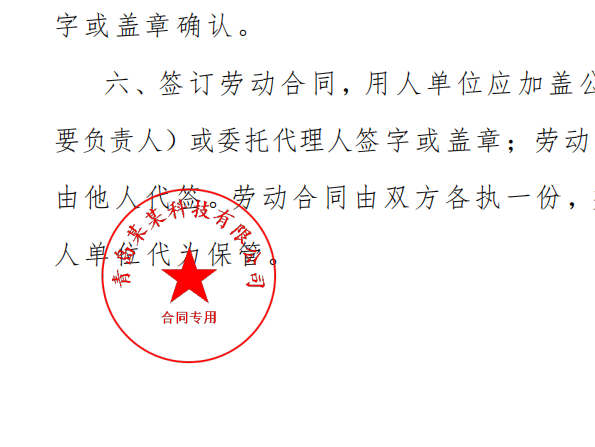 字或盖章确认。
六、签订劳动合同，用人单位应加盖公
要负责人）或委托代理人签字或盖章；劳动
由他人代签。劳动合同由双方各执一份，
人单位代为保管。
青岛某某科技有限公司
合同专用